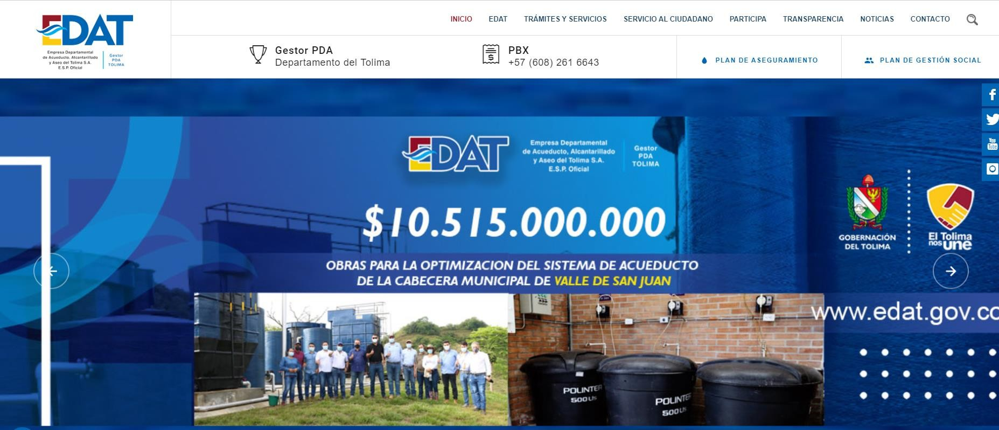 EDAT
Empresa Departamental
de Acueducto, Alcantarillado
y Aseo del Tolima S.A.
E.S.P. Oficial
Gestor
PDA
TOLIMA
INICIO
EDAT
TRÁMITES Y SERVICIOS
SERVICIO AL CIUDADANO
PARTICIPA
TRANSPARENCIA
NOTICIAS
CONTACTO
Gestor PDA
Departamento del Tolima
PBX
+57 (608) 261 6643
PLAN DE ASEGURAMIENTO
PLAN DE GESTIÓN SOCIAL
You
Tube
EDAT
Empresa Departamental
de Acueducto, Alcantarillado
y Aseo del Tolima S.A.
E.S.P. Oficial
Gestor
PDA
TOLIMA
$10.515.000.000
OBRAS PARA LA OPTIMIZACION DEL SISTEMA DE ACUEDUCTO
DE LA CABECERA MUNICIPAL DE VALLE DE SAN JUAN
GOBERNACIÓN
DEL TOLIMA
El Tolima
nos une
www.edat.gov.co
POLINTER
500 Lts
POLINTER
500 Lts